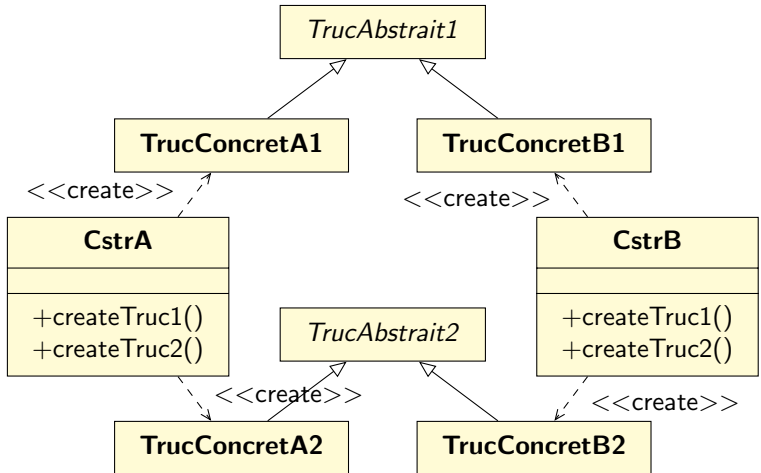 TrucAbstrait1
TrucConcretA1
TrucConcretB1
<<create>>
<<create>>
CstrA
CstrB
+createTruc1()
+createTruc2()
TrucAbstrait2
+createTruc1()
+createTruc2()
<<create>>
<<create>>
TrucConcretA2
TrucConcretB2